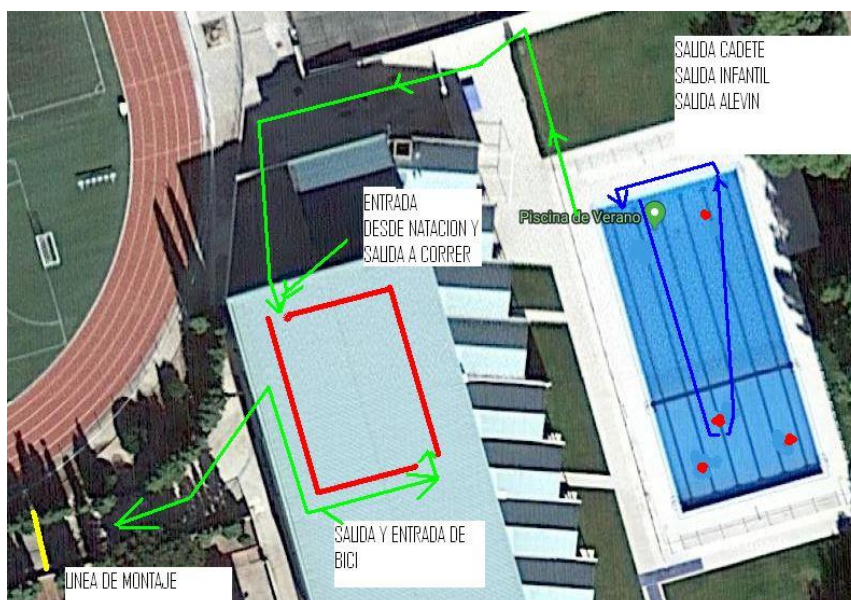 SALIDA CADETE
SALIDA INFANTIL
SALIDA ALEVIN
ENTRADA
DESDE NATACION Y
SALIDA A CORRER
Piscina de Verano
SALIDA Y ENTRADA DE
BICI
LINEA DE MONTAJE